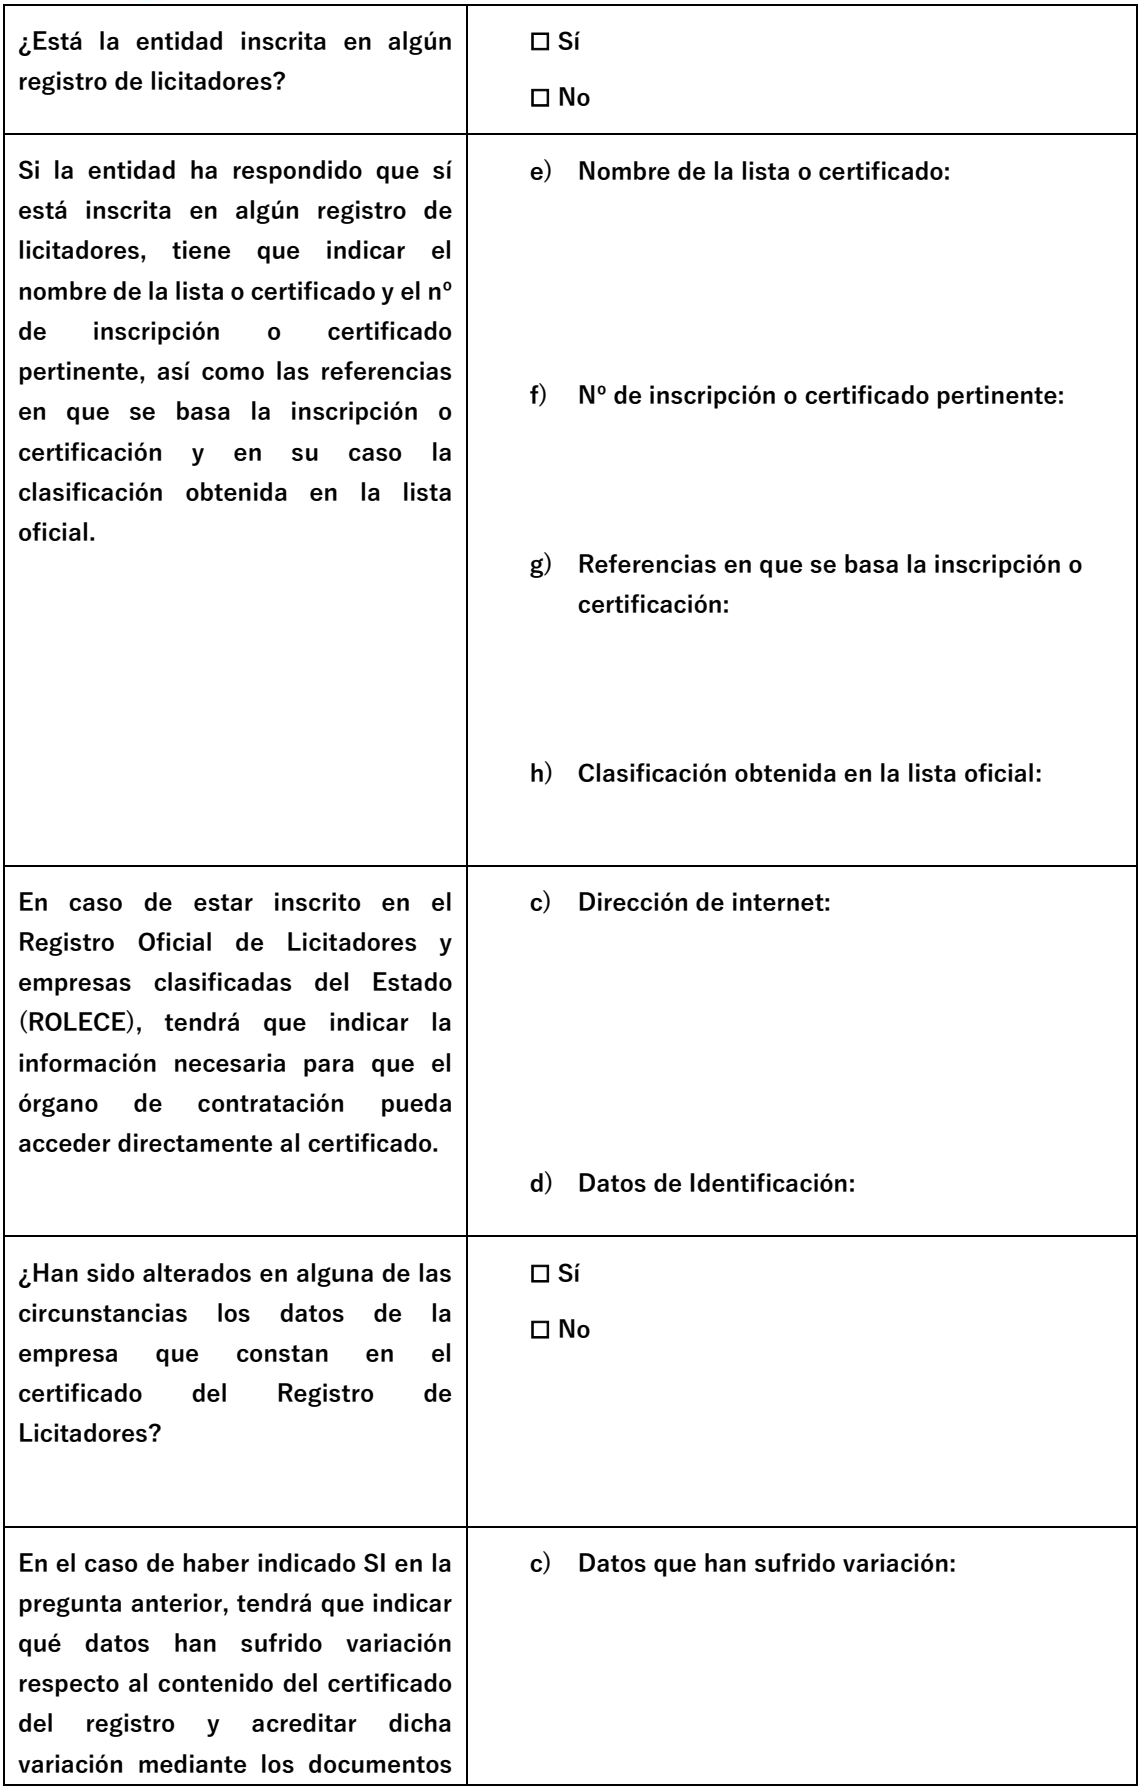 ¿Está la entidad inscrita en algún
registro de licitadores?
☐ Sí
☐ No
Si la entidad ha respondido que sí
está inscrita en algún registro de
licitadores, tiene que indicar el
nombre de la lista o certificado y el nº
de inscripción o certificado
pertinente, así como las referencias
en que se basa la inscripción o
certificación y en su caso la
clasificación obtenida en la lista
oficial.
e) Nombre de la lista o certificado:
f) Nº de inscripción o certificado pertinente:
g) Referencias en que se basa la inscripción o
certificación:
h) Clasificación obtenida en la lista oficial:
En caso de estar inscrito en el
Registro Oficial de Licitadores y
empresas clasificadas del Estado
(ROLECE), tendrá que indicar la
información necesaria para que el
órgano de contratación pueda
acceder directamente al certificado.
c) Dirección de internet:
d) Datos de Identificación:
¿Han sido alterados en alguna de las
circunstancias los datos de la
empresa que constan en el
certificado del Registro de
Licitadores?
☐ Sí
☐ No
En el caso de haber indicado SI en la
pregunta anterior, tendrá que indicar
qué datos han sufrido variación
respecto al contenido del certificado
del registro y acreditar dicha
variación mediante los documentos
c) Datos que han sufrido variación: